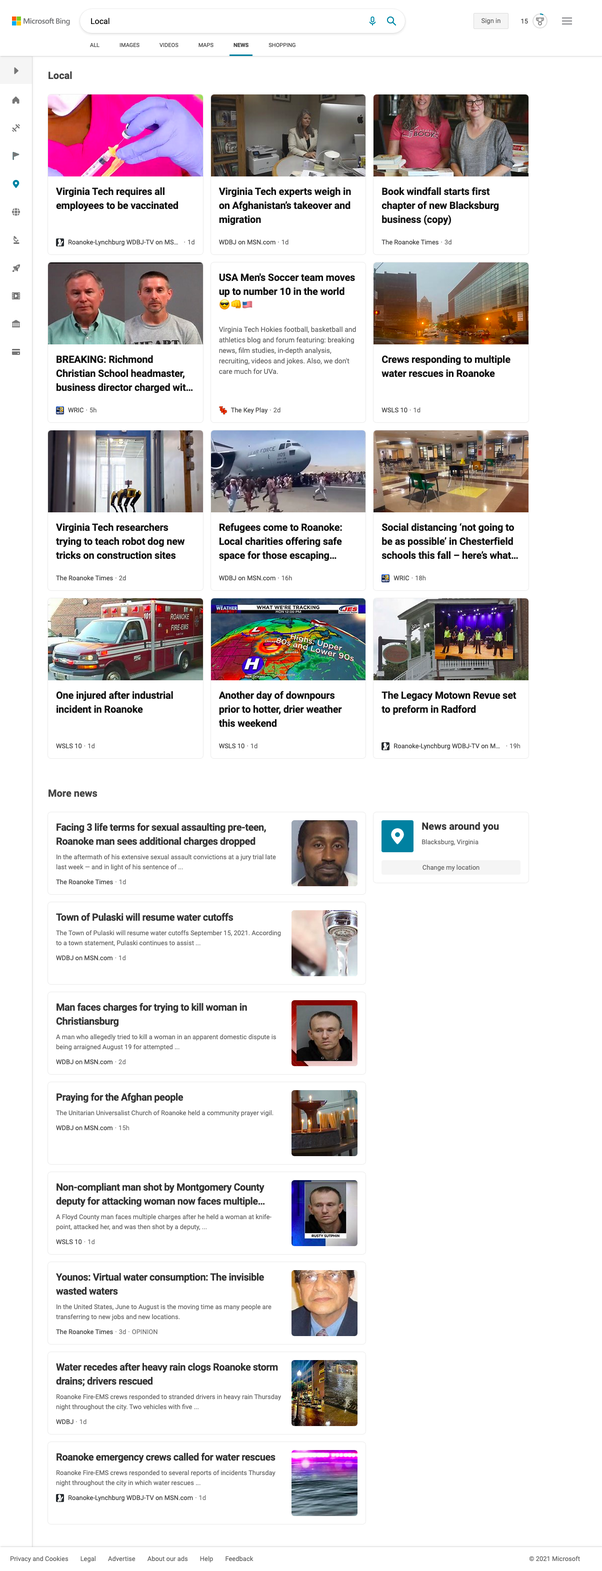 Microsoft Bing
Local
Sign in
15
ALL IMAGES VIDEOS MAPS NEWS SHOPPING
Local
Virginia Tech requires all
employees to be vaccinated
Roanoke-Lynchburg WDBJ-TV on MS... · 1d
Virginia Tech experts weigh in
on Afghanistan's takeover and
migration
WDBJ on MSN.com · 1d
Book windfall starts first
chapter of new Blacksburg
business (copy)
The Roanoke Times · 3d
BREAKING: Richmond
Christian School headmaster,
business director charged wit...
WRIC · 5h
USA Men's Soccer team moves
up to number 10 in the world
😎👊🇺🇸
Virginia Tech Hokies football, basketball and
athletics blog and forum featuring: breaking
news, film studies, in-depth analysis,
recruiting, videos and jokes. Also, we don't
care much for UVa.
The Key Play · 2d
Crews responding to multiple
water rescues in Roanoke
WSLS 10 · 1d
Virginia Tech researchers
trying to teach robot dog new
tricks on construction sites
The Roanoke Times · 2d
Refugees come to Roanoke:
Local charities offering safe
space for those escaping...
WDBJ on MSN.com · 16h
Social distancing 'not going to
be as possible' in Chesterfield
schools this fall – here's what...
WRIC · 18h
ROANOKE
FIRE-EMS
One injured after industrial
incident in Roanoke
WSLS 10 · 1d
WEATHER
WHAT WE'RE TRACKING
Highs: Upper
80s and Lower 90s
H
Another day of downpours
prior to hotter, drier weather
this weekend
WSLS 10 · 1d
The Legacy Motown Revue set
to preform in Radford
Roanoke-Lynchburg WDBJ-TV on M... · 19h
More news
Facing 3 life terms for sexual assaulting pre-teen,
Roanoke man sees additional charges dropped
In the aftermath of his extensive sexual assault convictions at a jury trial late
last week — and in light of his sentence of ...
The Roanoke Times · 1d
News around you
Blacksburg, Virginia
Change my location
Town of Pulaski will resume water cutoffs
The Town of Pulaski will resume water cutoffs September 15, 2021. According
to a town statement, Pulaski continues to assist ...
WDBJ on MSN.com · 1d
Man faces charges for trying to kill woman in
Christiansburg
A man who allegedly tried to kill a woman in an apparent domestic dispute is
being arraigned August 19 for attempted ...
WDBJ on MSN.com · 2d
Praying for the Afghan people
The Unitarian Universalist Church of Roanoke held a community prayer vigil.
WDBJ on MSN.com · 15h
Non-compliant man shot by Montgomery County
deputy for attacking woman now faces multiple...
A Floyd County man faces multiple charges after he held a woman at knife-
point, attacked her, and was then shot by a deputy, ...
WSLS 10 · 1d
RUSTY SUTPHIN
Younos: Virtual water consumption: The invisible
wasted waters
In the United States, June to August is the moving time as many people are
transferring to new jobs and new locations.
The Roanoke Times · 3d · OPINION
Water recedes after heavy rain clogs Roanoke storm
drains; drivers rescued
Roanoke Fire-EMS crews responded to stranded drivers in heavy rain Thursday
night throughout the city. Two vehicles with five ...
WDBJ · 1d
Roanoke emergency crews called for water rescues
Roanoke Fire-EMS crews responded to several reports of incidents Thursday
night throughout the city in which water rescues ...
Roanoke-Lynchburg WDBJ-TV on MSN.com · 1d
Privacy and Cookies Legal Advertise About our ads Help Feedback © 2021 Microsoft